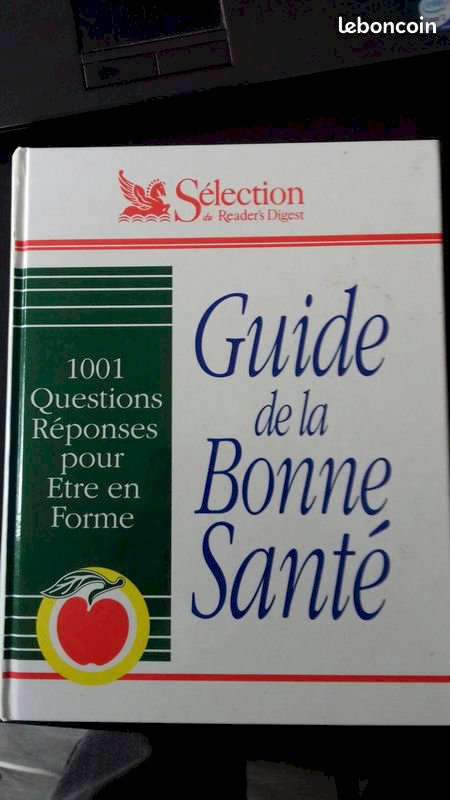 leboncoin
Sélection
du Reader's Digest
1001
Questions
Réponses
pour
Etre en
Forme
Guide
de la
Bonne
Santé